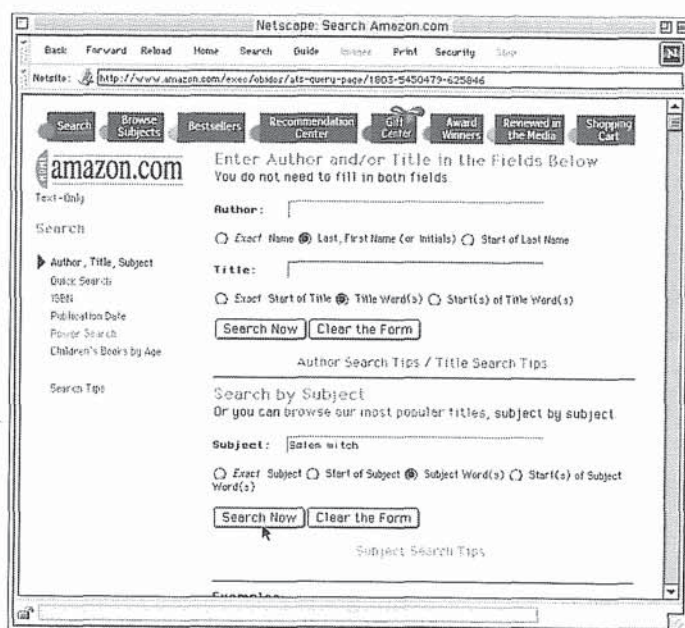 Netscape: Search Amazon.com
Back Forward Reload Home Search Guide Images Print Security Stop
Netsite: http://www.amazon.com/exec/obidos/ats-query-page/1803-5450479-625846
Search Browse Subjects Bestsellers Recommendation Center Gift Center Award Winners Reviewed in the Media Shopping Cart
HOME amazon.com
Text-Only
Search
Author, Title, Subject
Quick Search
ISBN
Publication Date
Power Search
Children's Books by Age
Search Tips
Enter Author and/or Title in the Fields Below
You do not need to fill in both fields
Author:
Exact Name Last, First Name (or Initials) Start of Last Name
Title:
Exact Start of Title Title Word(s) Start(s) of Title Word(s)
Search Now Clear the Form
Author Search Tips / Title Search Tips
Search by Subject
Or you can browse our most popular titles, subject by subject
Subject: Salem witch
Exact Subject Start of Subject Subject Word(s) Start(s) of Subject
Word(s)
Search Now Clear the Form
Subject Search Tips
Examples: